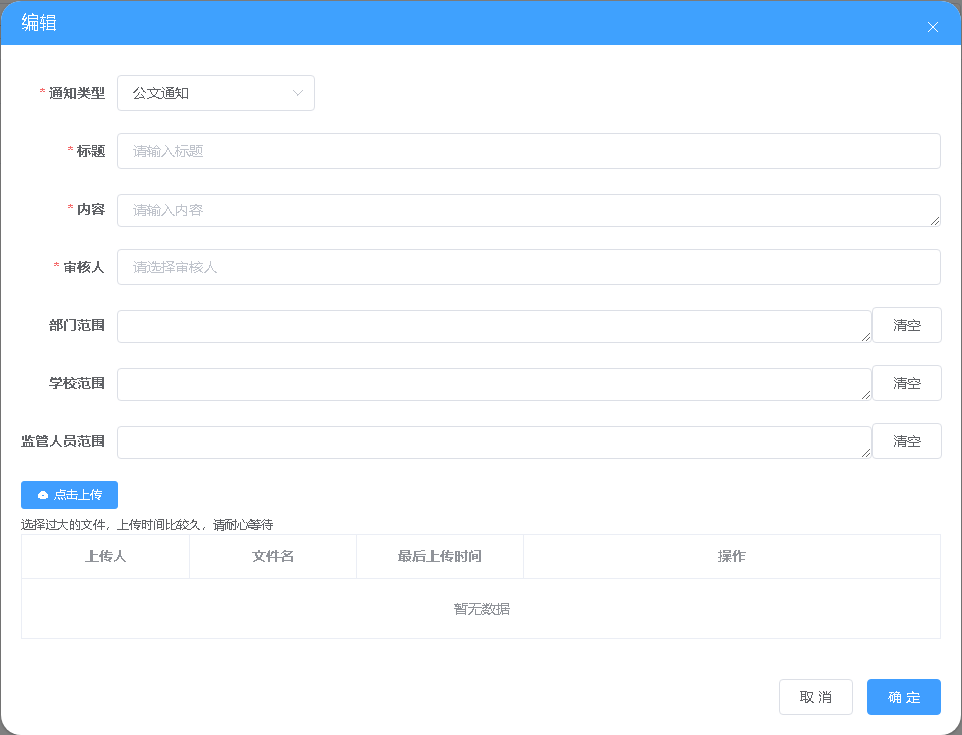 编辑
* 通知类型 公文通知
* 标题 请输入标题
* 内容 请输入内容
* 审核人 请选择审核人
部门范围 清空
学校范围 清空
监管人员范围 清空
点击上传
选择过大的文件，上传时间比较久，请耐心等待
上传人 文件名 最后上传时间 操作
暂无数据
取 消 确 定